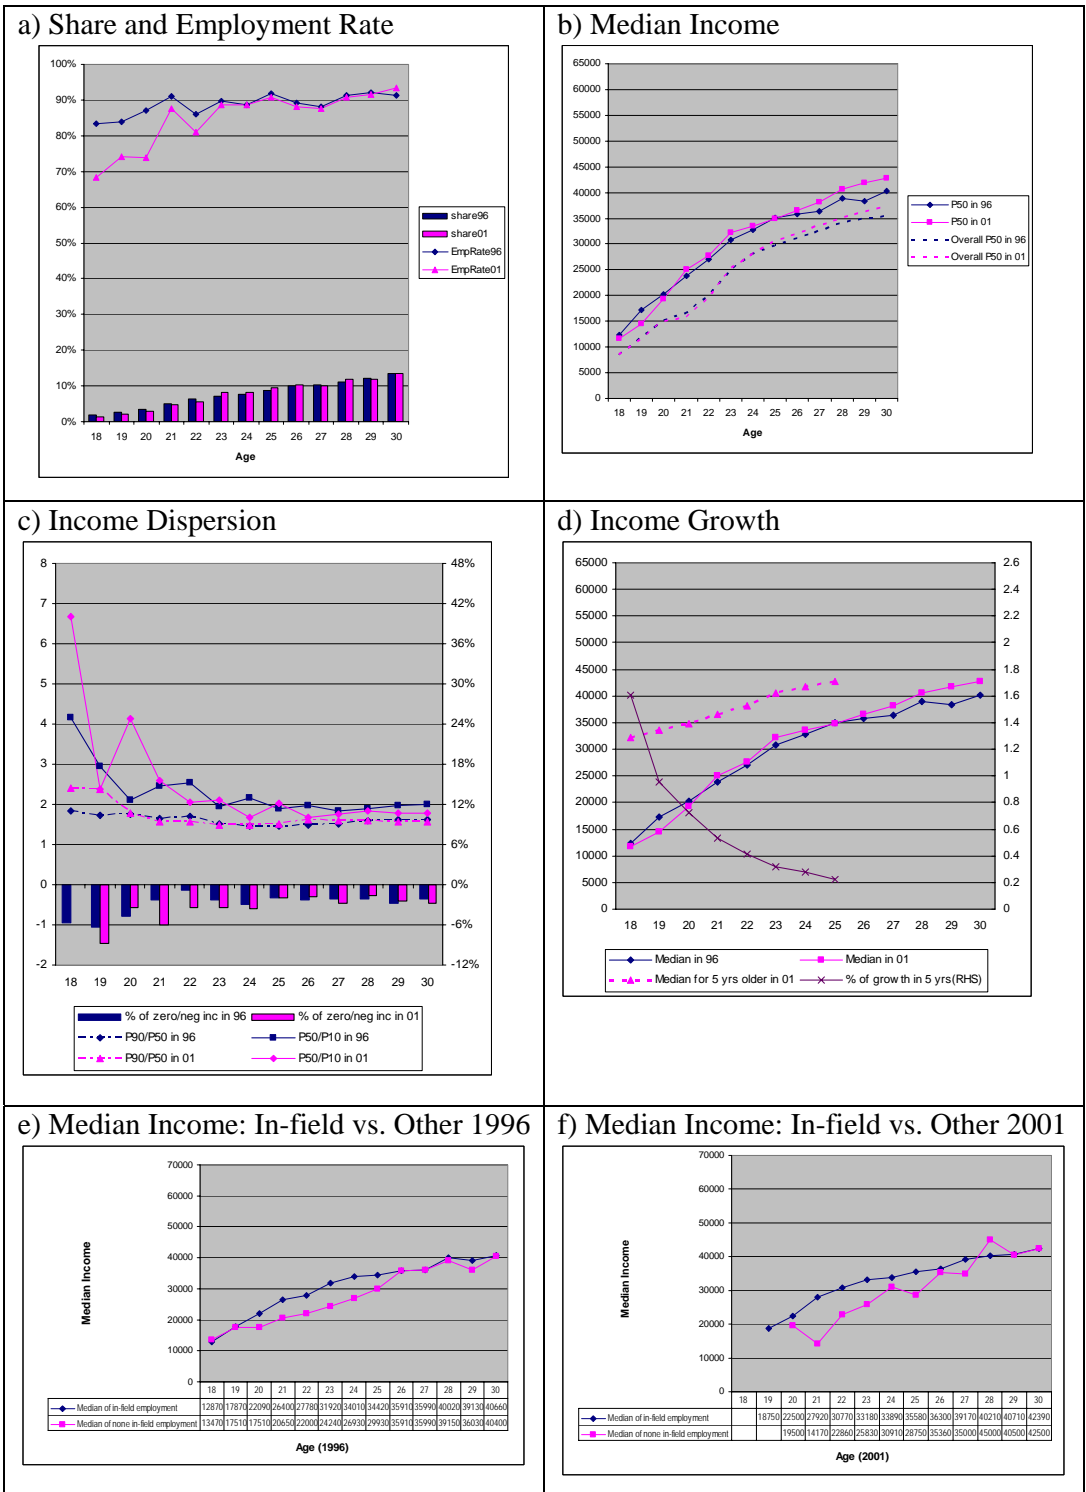 a) Share and Employment Rate
100%
90%
80%
70%
60%
50%
40%
30%
20%
10%
0%
18 19 20 21 22 23 24 25 26 27 28 29 30
Age
share96
share01
EmpRate96
EmpRate01
b) Median Income
65000
60000
55000
50000
45000
40000
35000
30000
25000
20000
15000
10000
5000
0
18 19 20 21 22 23 24 25 26 27 28 29 30
Age
P50 in 96
P50 in 01
Overall P50 in 96
Overall P50 in 01
c) Income Dispersion
8 48%
7 42%
6 36%
5 30%
4 24%
3 18%
2 12%
1 6%
0 0%
-1 -6%
-2 -12%
18 19 20 21 22 23 24 25 26 27 28 29 30
% of zero/neg inc in 96 % of zero/neg inc in 01
P90/P50 in 96 P50/P10 in 96
P90/P50 in 01 P50/P10 in 01
d) Income Growth
65000 2.6
60000 2.4
55000 2.2
50000 2
45000 1.8
40000 1.6
35000 1.4
30000 1.2
25000 1
20000 0.8
15000 0.6
10000 0.4
5000 0.2
0 0
18 19 20 21 22 23 24 25 26 27 28 29 30
Median in 96 Median in 01
Median for 5 yrs older in 01 % of growth in 5 yrs(RHS)
e) Median Income: In-field vs. Other 1996
Median Income
70000
60000
50000
40000
30000
20000
10000
0
18 19 20 21 22 23 24 25 26 27 28 29 30
Median of in-field employment 12870 17870 22090 26400 27780 31920 34010 34420 35910 35990 40020 39130 40660
Median of none in-field employment 13470 17510 17510 20650 22000 24240 26930 29930 35910 35990 39150 36030 40400
Age (1996)
f) Median Income: In-field vs. Other 2001
Median Income
70000
60000
50000
40000
30000
20000
10000
0
18 19 20 21 22 23 24 25 26 27 28 29 30
Median of in-field employment 18750 22500 27920 30770 33180 33890 35580 36300 39170 40210 40710 42390
Median of none in-field employment 19500 14170 22860 25830 30910 28750 35360 35000 45000 40500 42500
Age (2001)